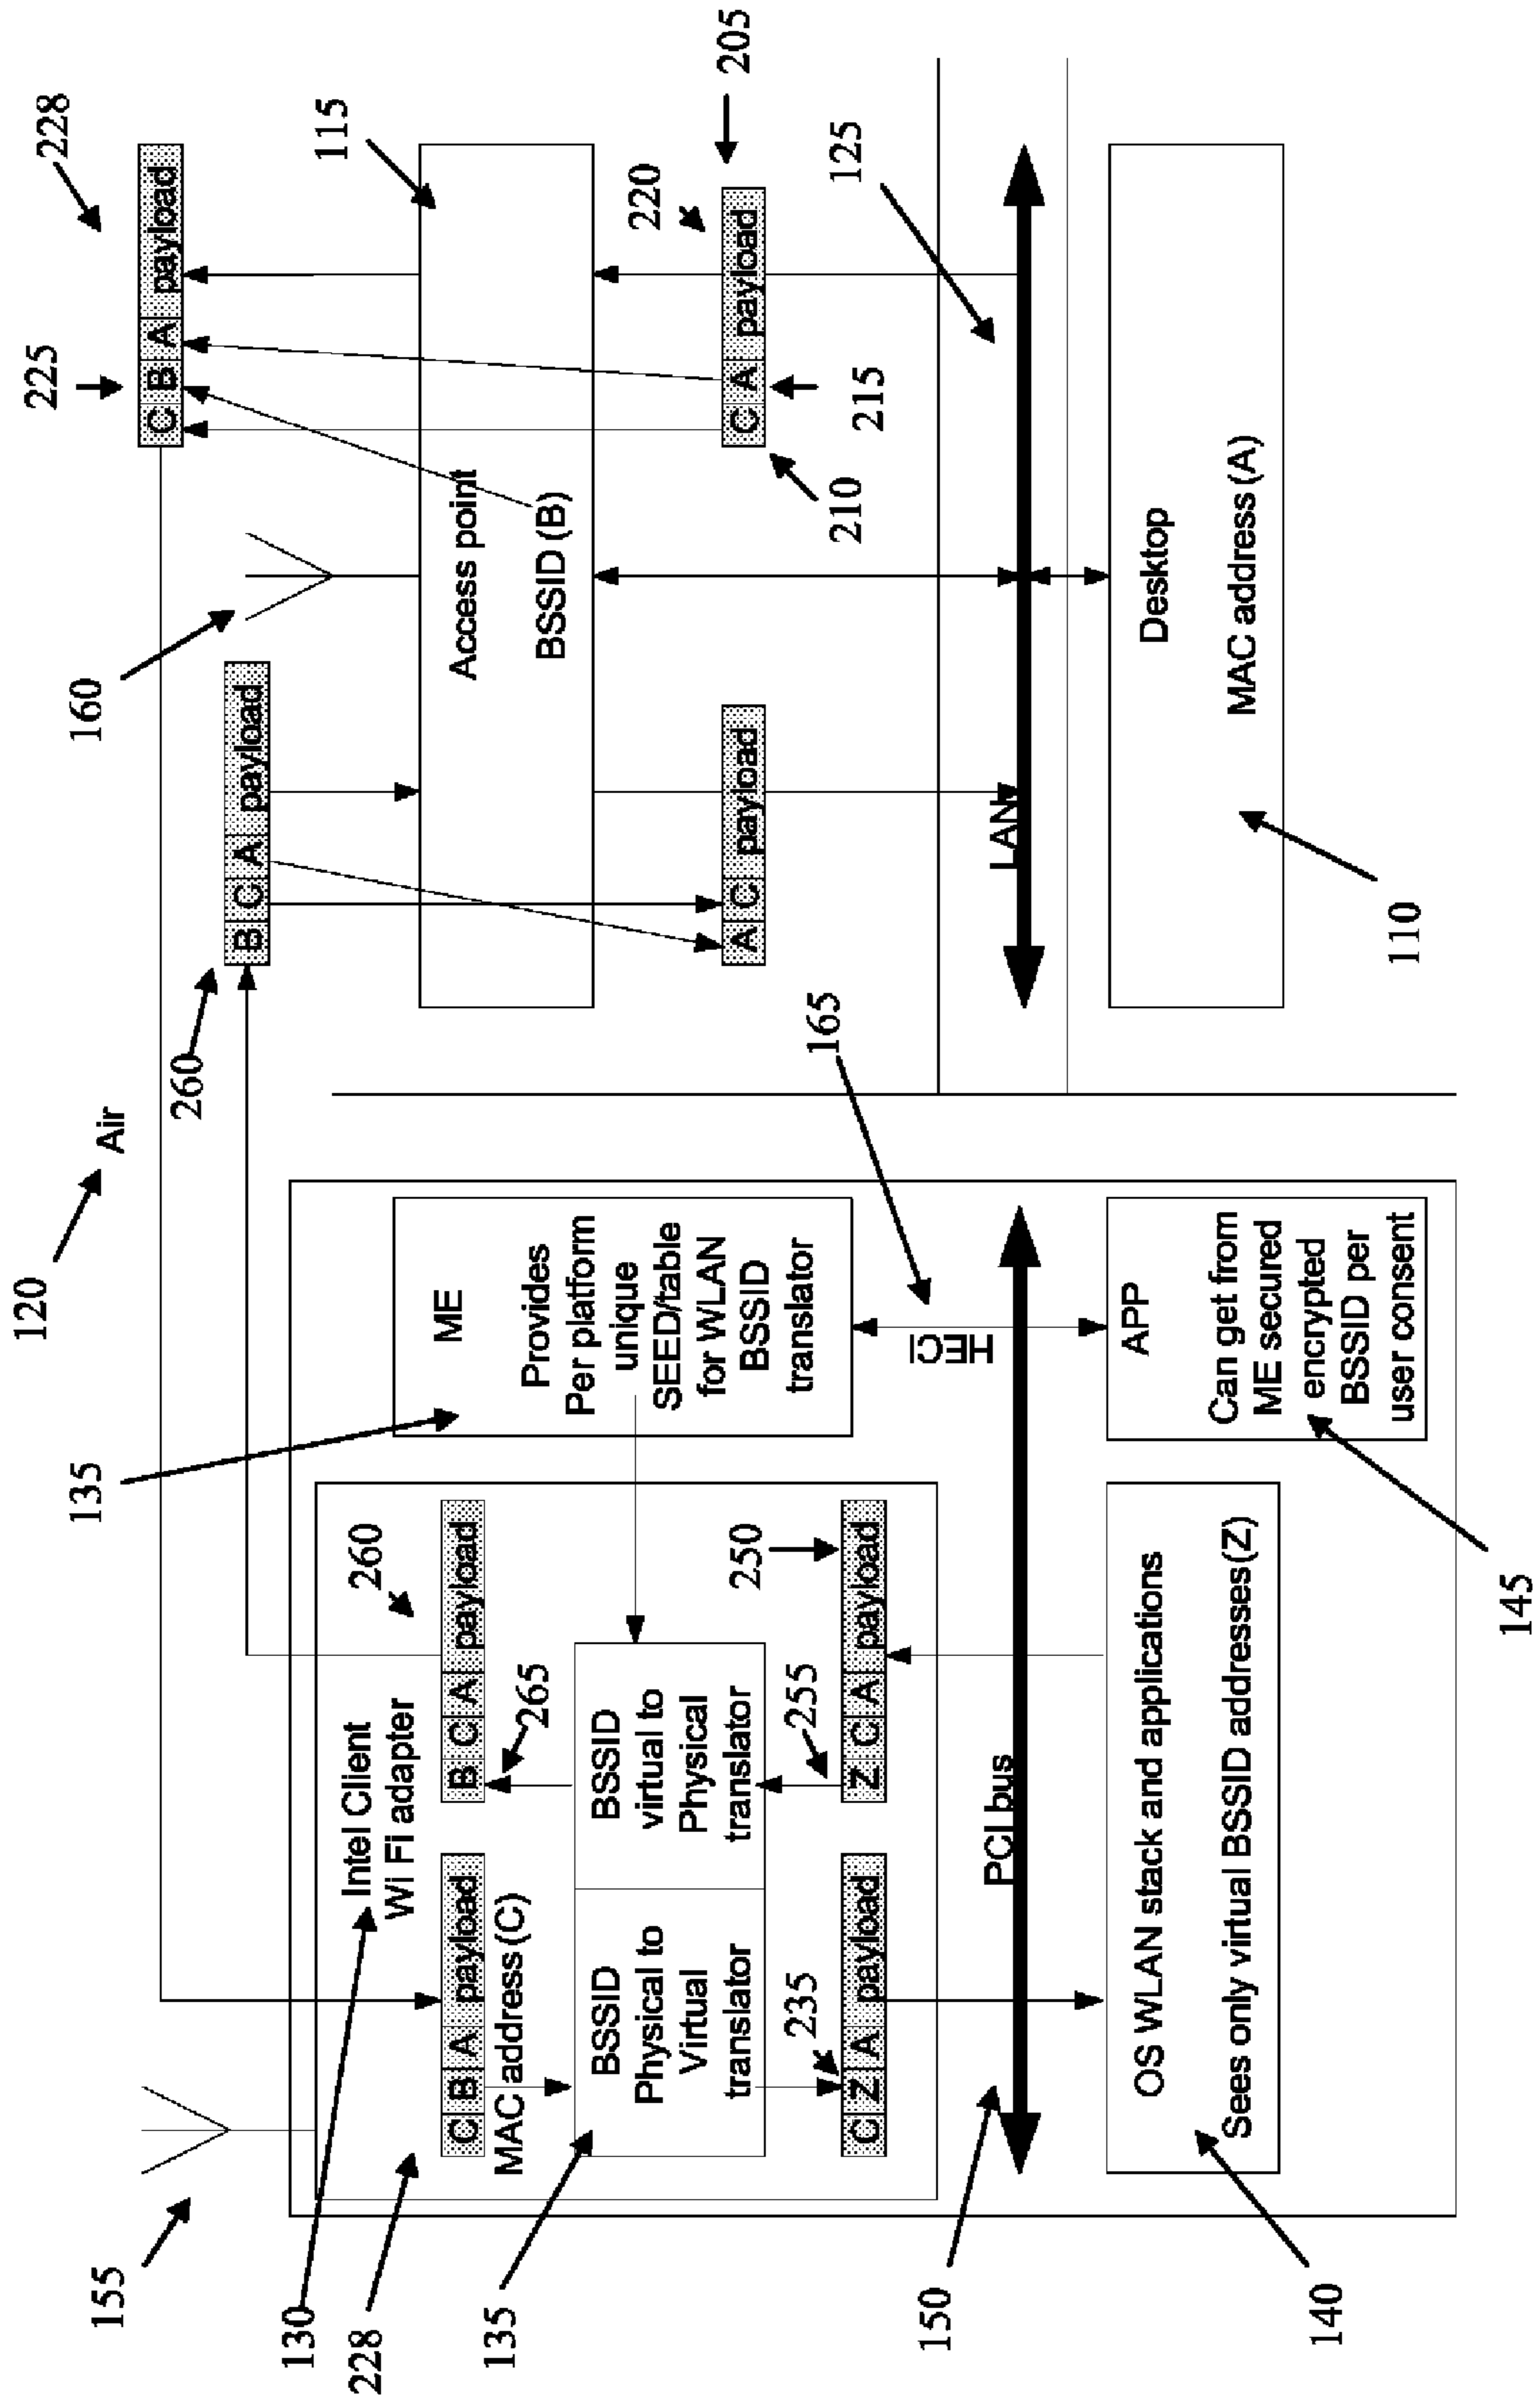 120
Air
155
130
228
135
150
140
Intel Client
Wi Fi adapter
C B A payload
MAC address (C)
B C A payload
260
265
BSSID
Physical to
Virtual
translator
BSSID
virtual to
Physical
translator
235
255
250
C Z A payload
Z C A payload
PCI bus
OS WLAN stack and applications
Sees only virtual BSSID addresses(Z)
135
ME
Provides
Per platform
unique
SEED/table
for WLAN
BSSID
translator
HECI
165
APP
Can get from
ME secured
encrypted
BSSID per
user consent
145
260
B C A payload
160
225
228
C B A payload
115
Access point
BSSID (B)
A C payload
C A payload
220
205
210
215
125
LAN
Desktop
MAC address (A)
110